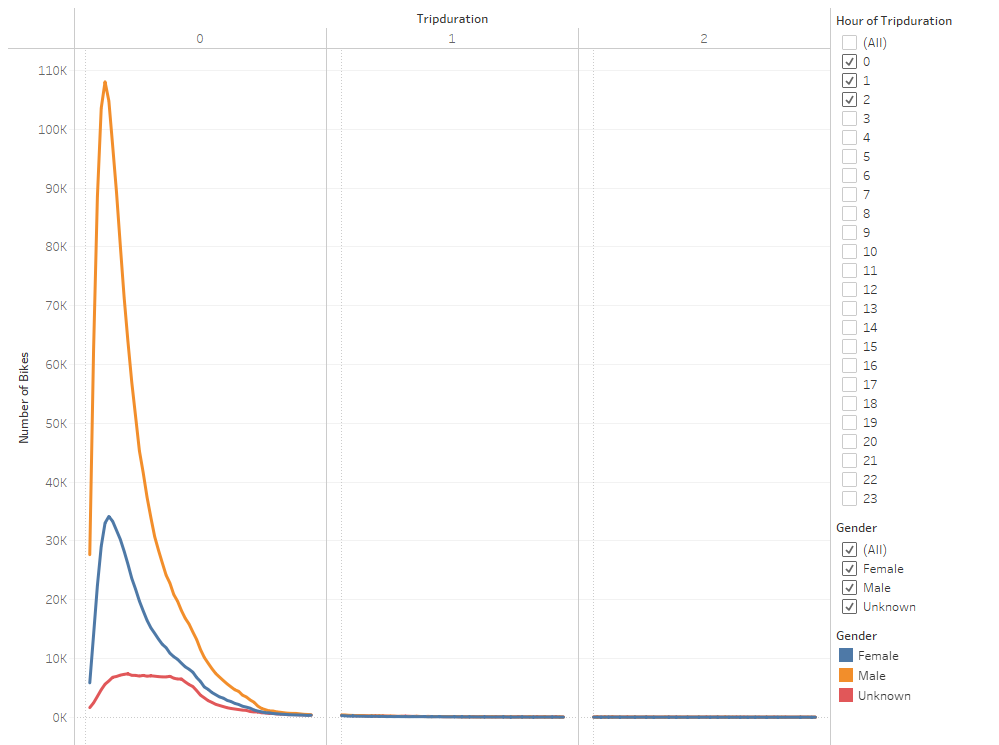 Tripduration
0 1 2
110K
100K
90K
80K
70K
60K
50K
40K
30K
20K
10K
0K
Number of Bikes
Hour of Tripduration
(All)
0
1
2
3
4
5
6
7
8
9
10
11
12
13
14
15
16
17
18
19
20
21
22
23
Gender
(All)
Female
Male
Unknown
Gender
Female
Male
Unknown